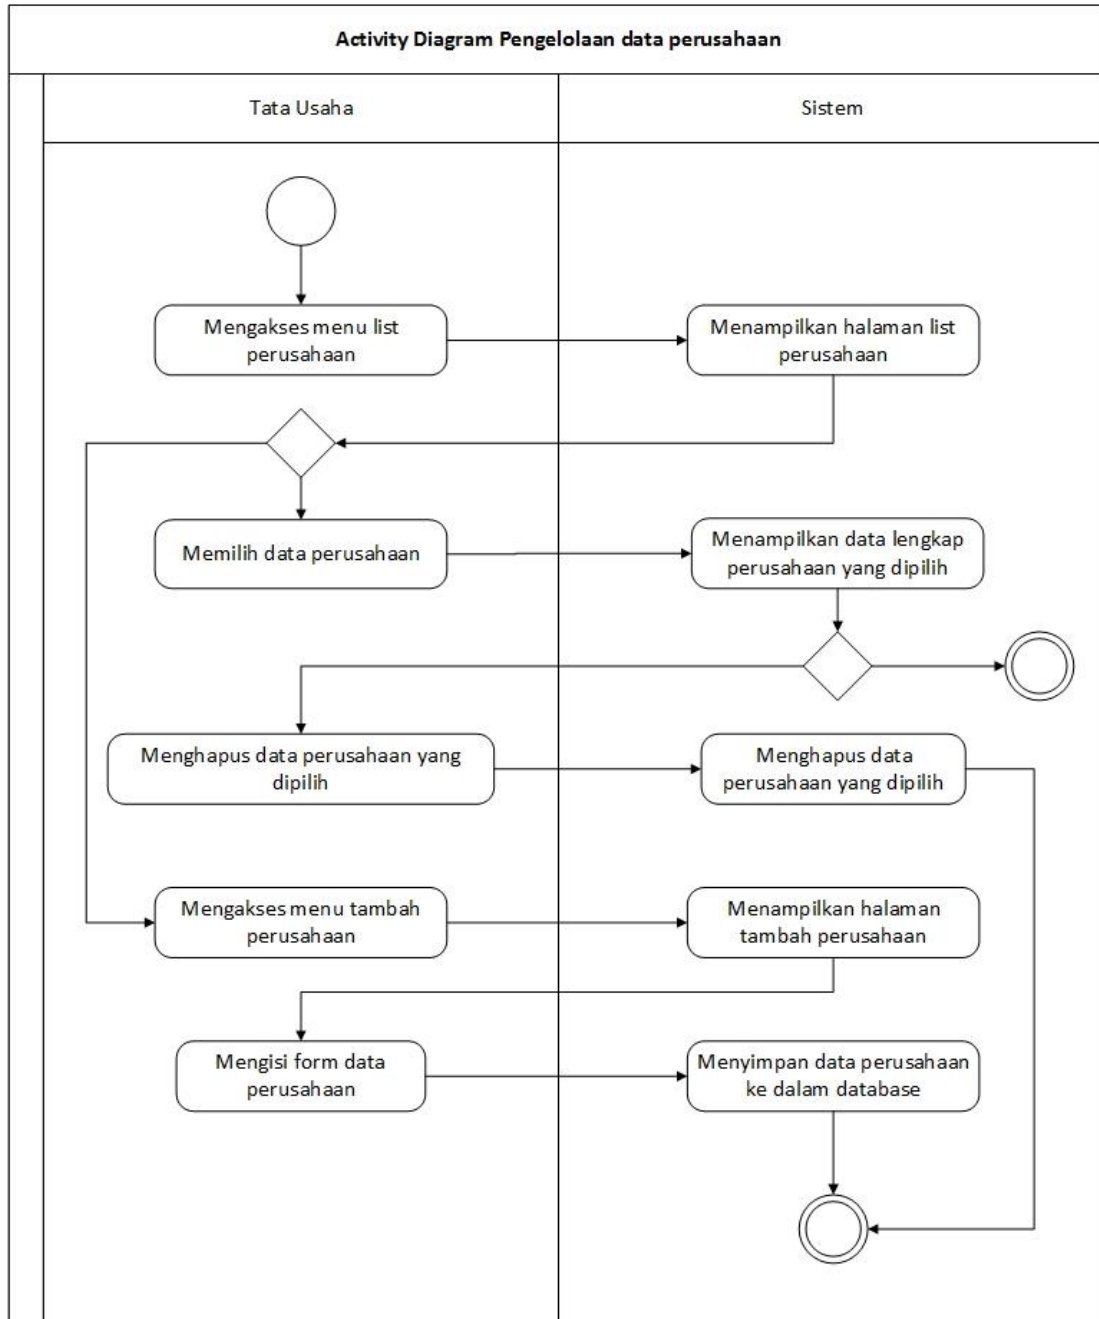 Activity Diagram Pengelolaan data perusahaan
Tata Usaha
Sistem
Mengakses menu list
perusahaan
Menampilkan halaman list
perusahaan
Memilih data perusahaan
Menampilkan data lengkap
perusahaan yang dipilih
Menghapus data perusahaan yang
dipilih
Menghapus data
perusahaan yang dipilih
Mengakses menu tambah
perusahaan
Menampilkan halaman
tambah perusahaan
Mengisi form data
perusahaan
Menyimpan data perusahaan
ke dalam database